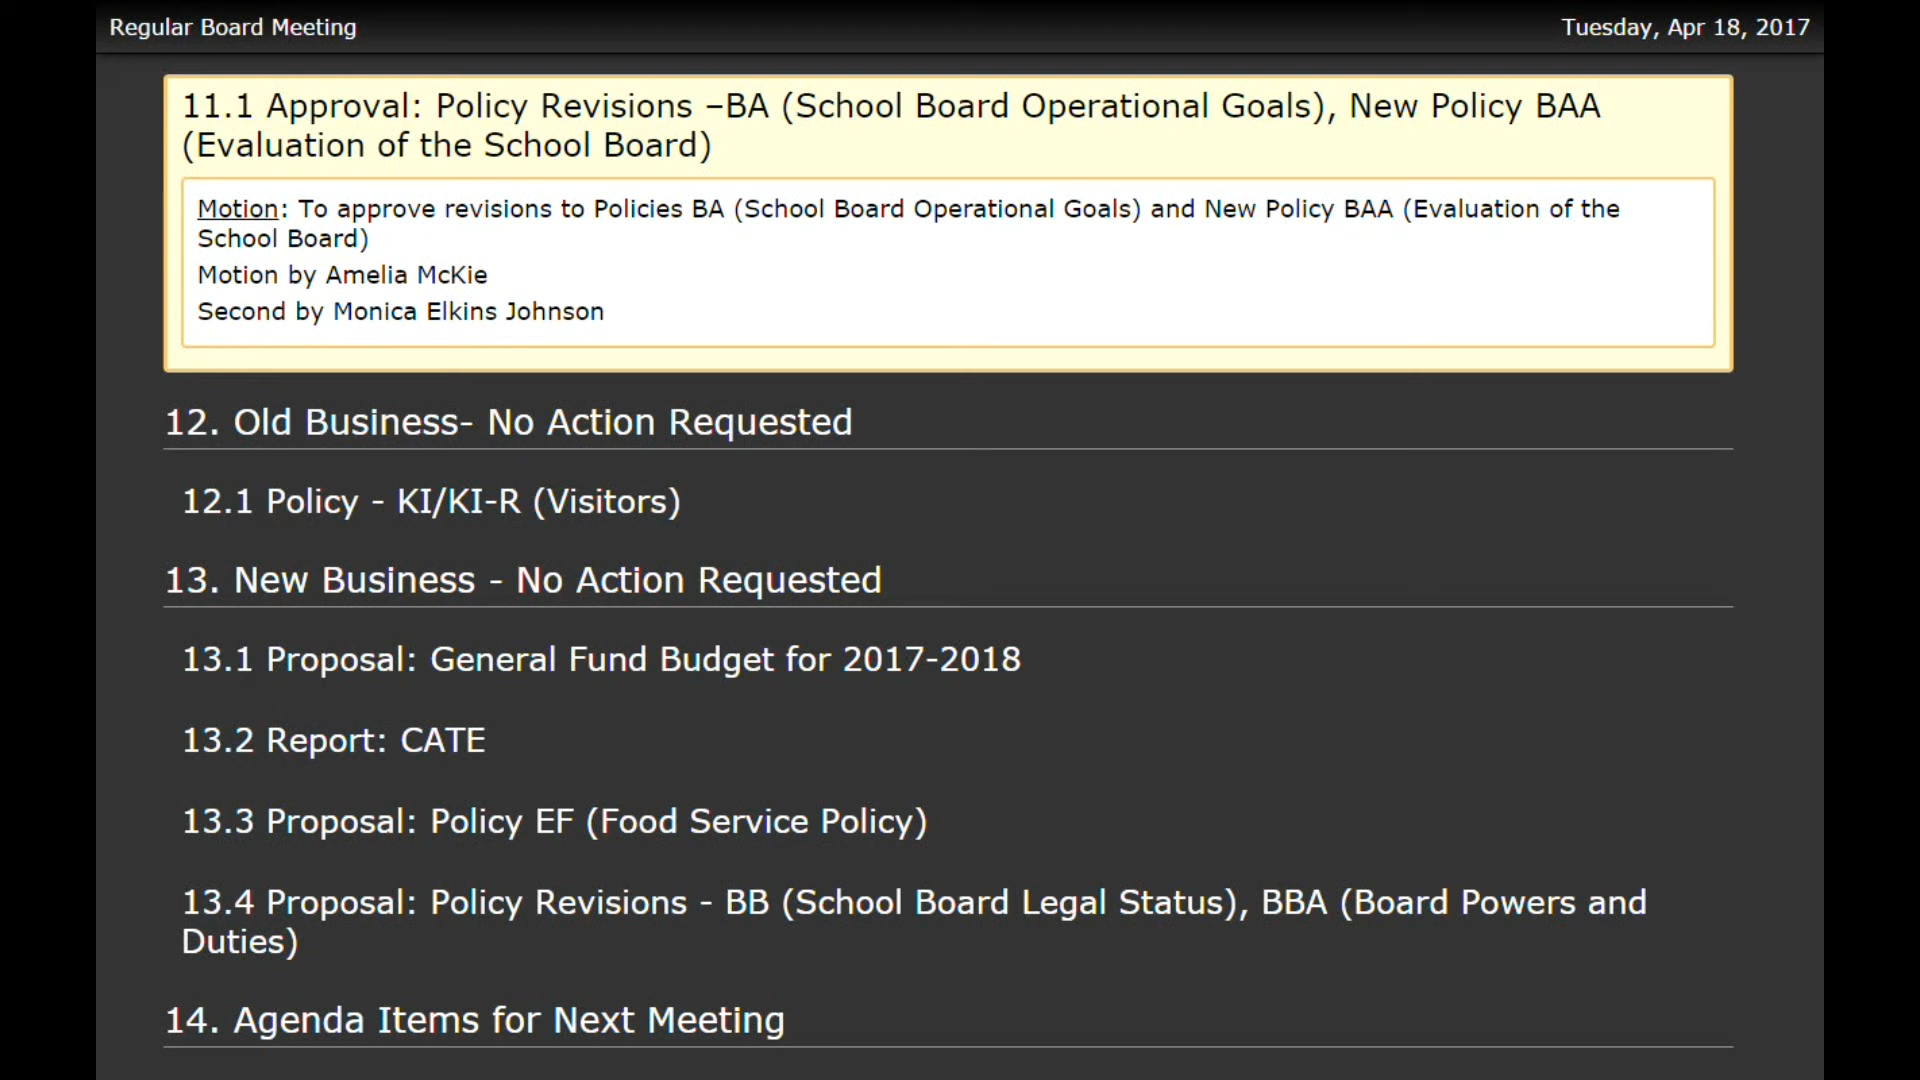 Regular Board Meeting
Tuesday, Apr 18, 2017
11.1 Approval: Policy Revisions –BA (School Board Operational Goals), New Policy BAA
(Evaluation of the School Board)
Motion: To approve revisions to Policies BA (School Board Operational Goals) and New Policy BAA (Evaluation of the
School Board)
Motion by Amelia McKie
Second by Monica Elkins Johnson
12. Old Business- No Action Requested
12.1 Policy - KI/KI-R (Visitors)
13. New Business - No Action Requested
13.1 Proposal: General Fund Budget for 2017-2018
13.2 Report: CATE
13.3 Proposal: Policy EF (Food Service Policy)
13.4 Proposal: Policy Revisions - BB (School Board Legal Status), BBA (Board Powers and
Duties)
14. Agenda Items for Next Meeting